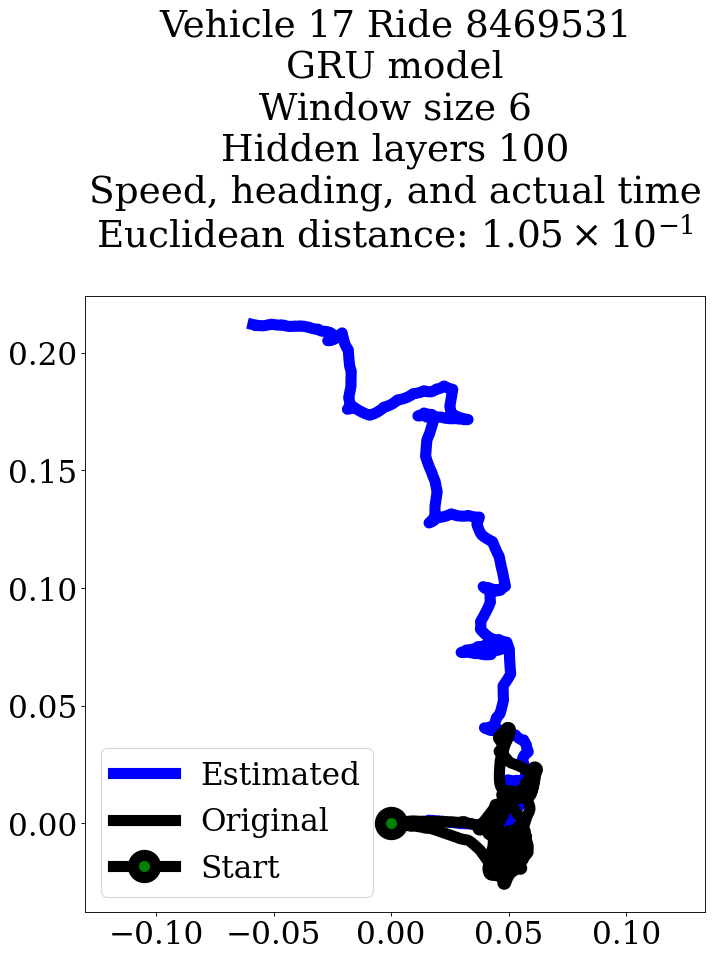 Vehicle 17 Ride 8469531
GRU model
Window size 6
Hidden layers 100
Speed, heading, and actual time
Euclidean distance: 1.05 × 10⁻¹
0.20
0.15
0.10
0.05
0.00
Estimated
Original
Start
−0.10 −0.05 0.00 0.05 0.10